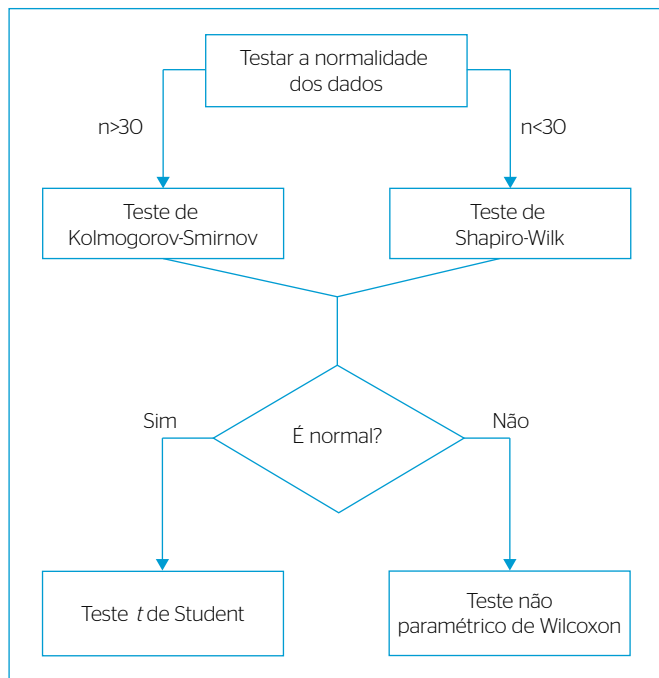 Testar a normalidade
dos dados
n>30
n<30
Teste de
Kolmogorov-Smirnov
Teste de
Shapiro-Wilk
Sim
É normal?
Não
Teste t de Student
Teste não
paramétrico de Wilcoxon